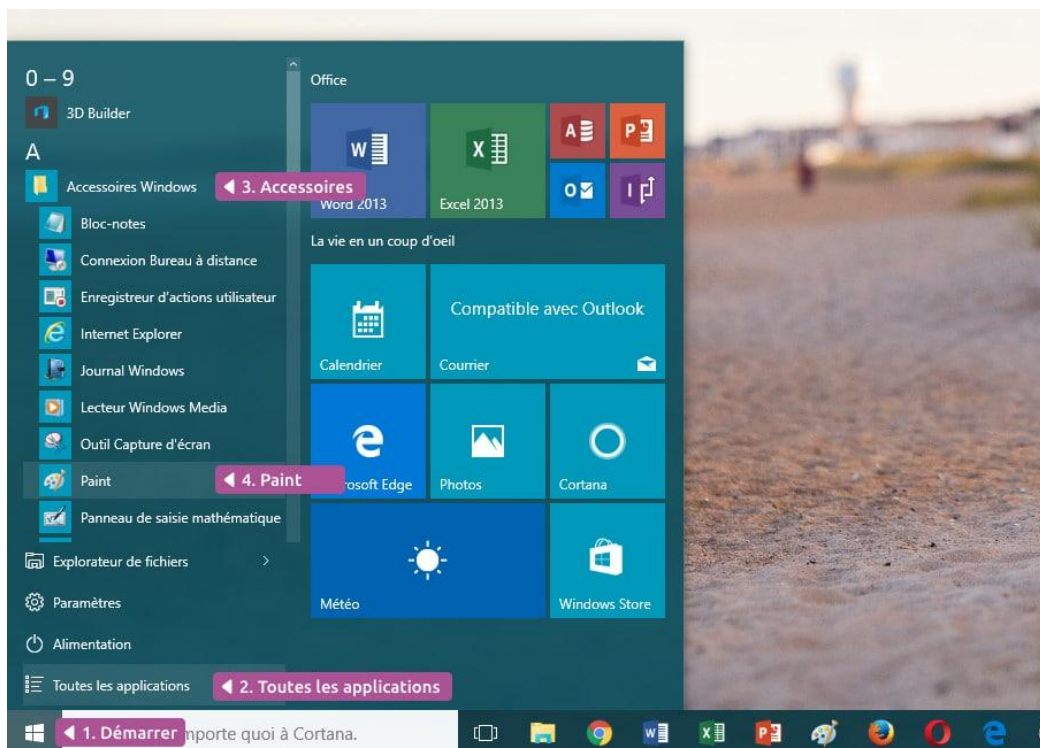 0 – 9
3D Builder
A
Accessoires Windows
3. Accessoires
Bloc-notes
Connexion Bureau à distance
Enregistreur d'actions utilisateur
Internet Explorer
Journal Windows
Lecteur Windows Media
Outil Capture d'écran
Paint
4. Paint
Panneau de saisie mathématique
Explorateur de fichiers
Paramètres
Alimentation
Toutes les applications
2. Toutes les applications
1. Démarrer
quoi à Cortana.
Office
Word 2013
Excel 2013
La vie en un coup d'oeil
Calendrier
Compatible avec Outlook
Courrier
Edge
Photos
Cortana
Météo
Windows Store